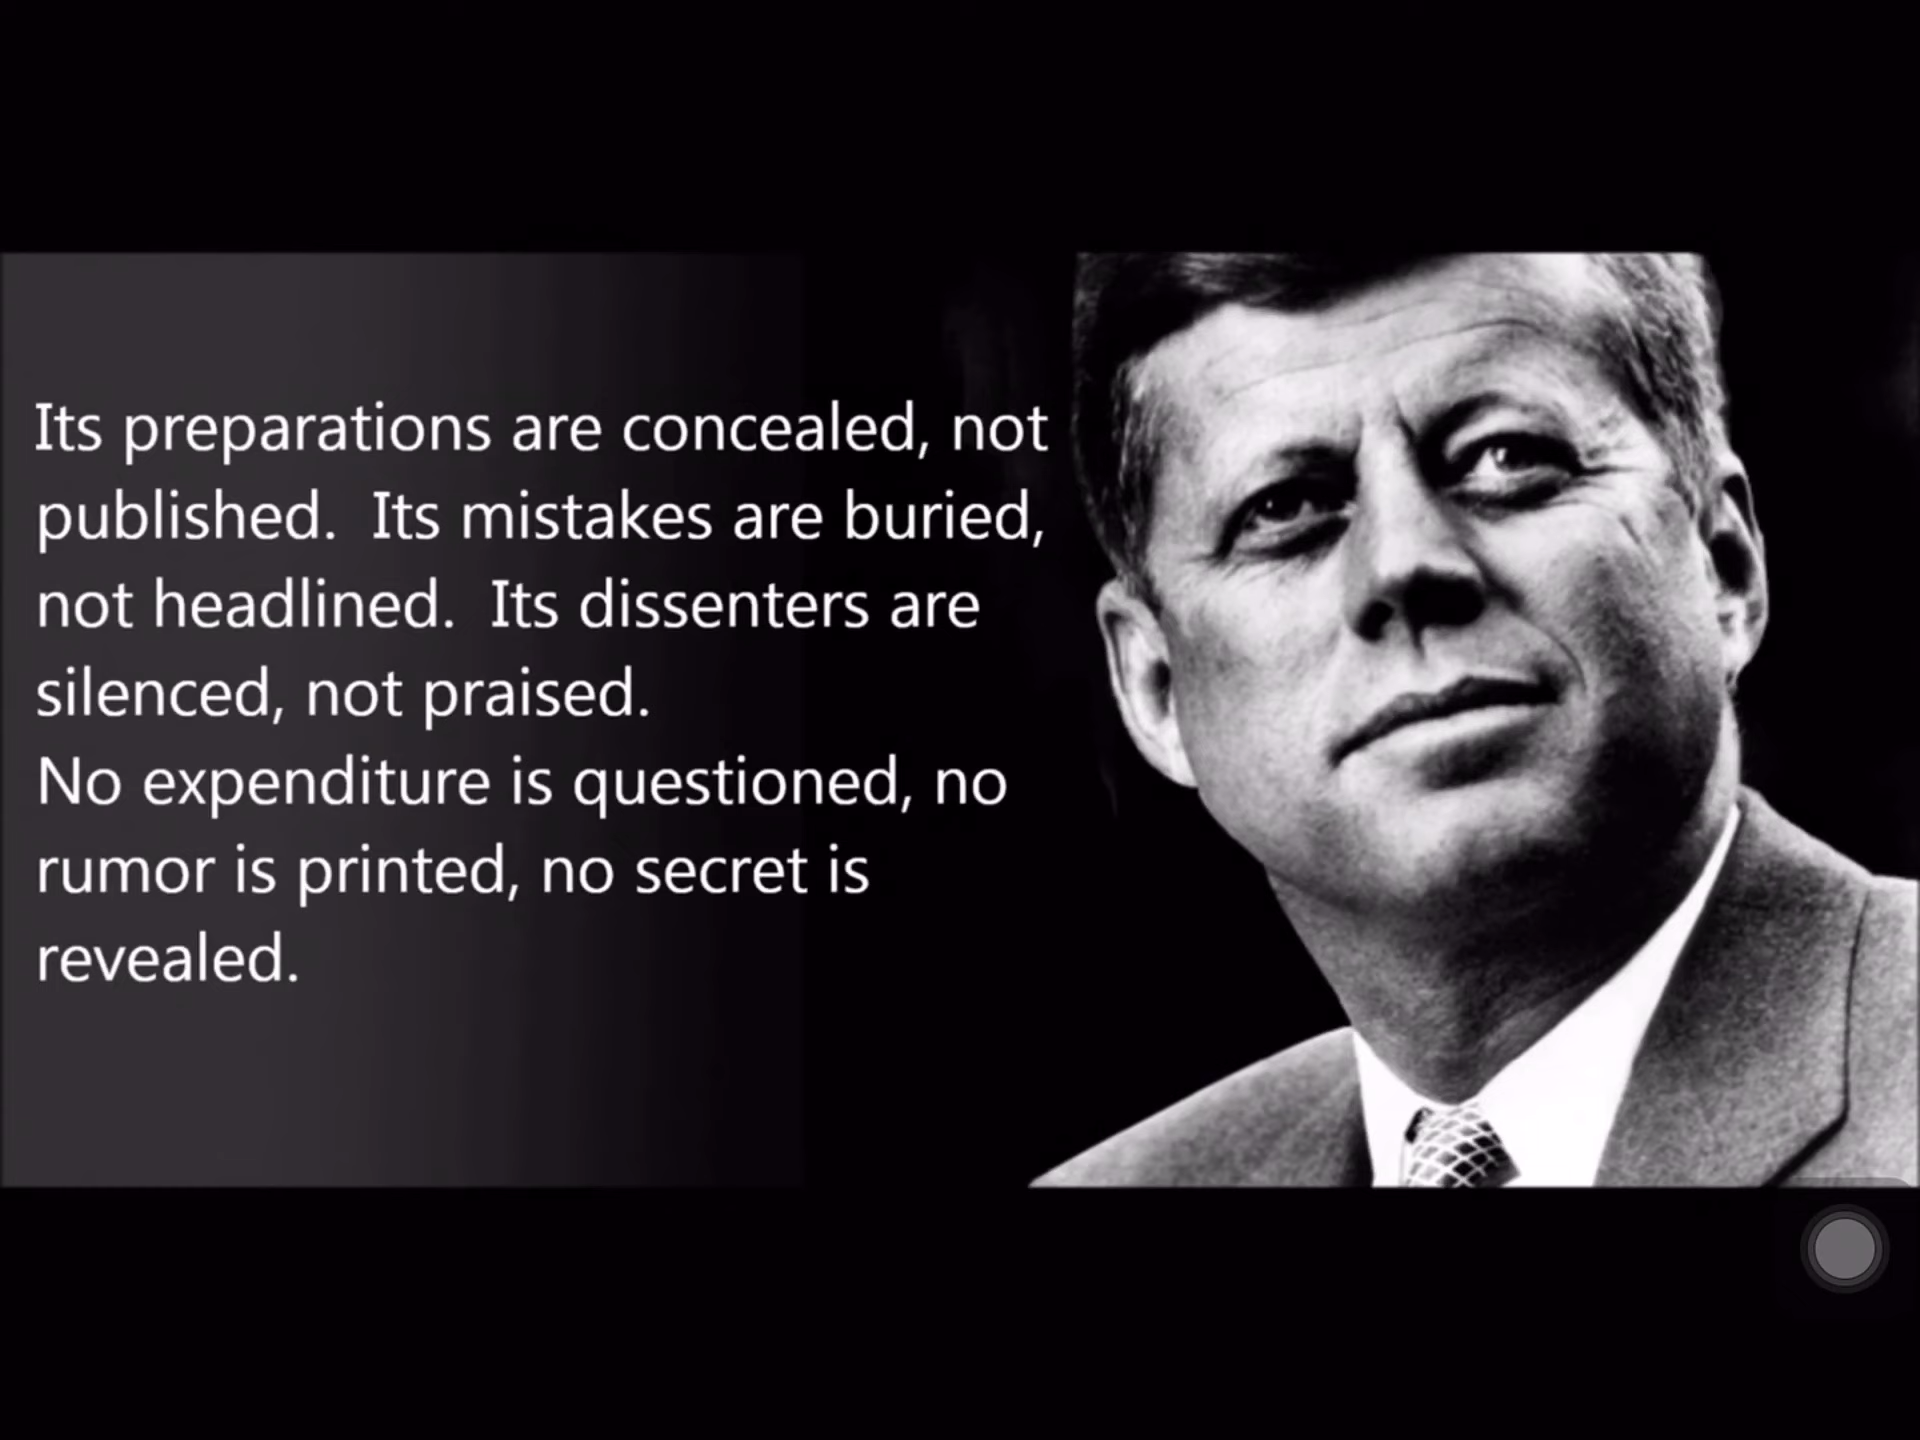 Its preparations are concealed, not
published.  Its mistakes are buried,
not headlined.  Its dissenters are
silenced, not praised.
No expenditure is questioned, no
rumor is printed, no secret is
revealed.